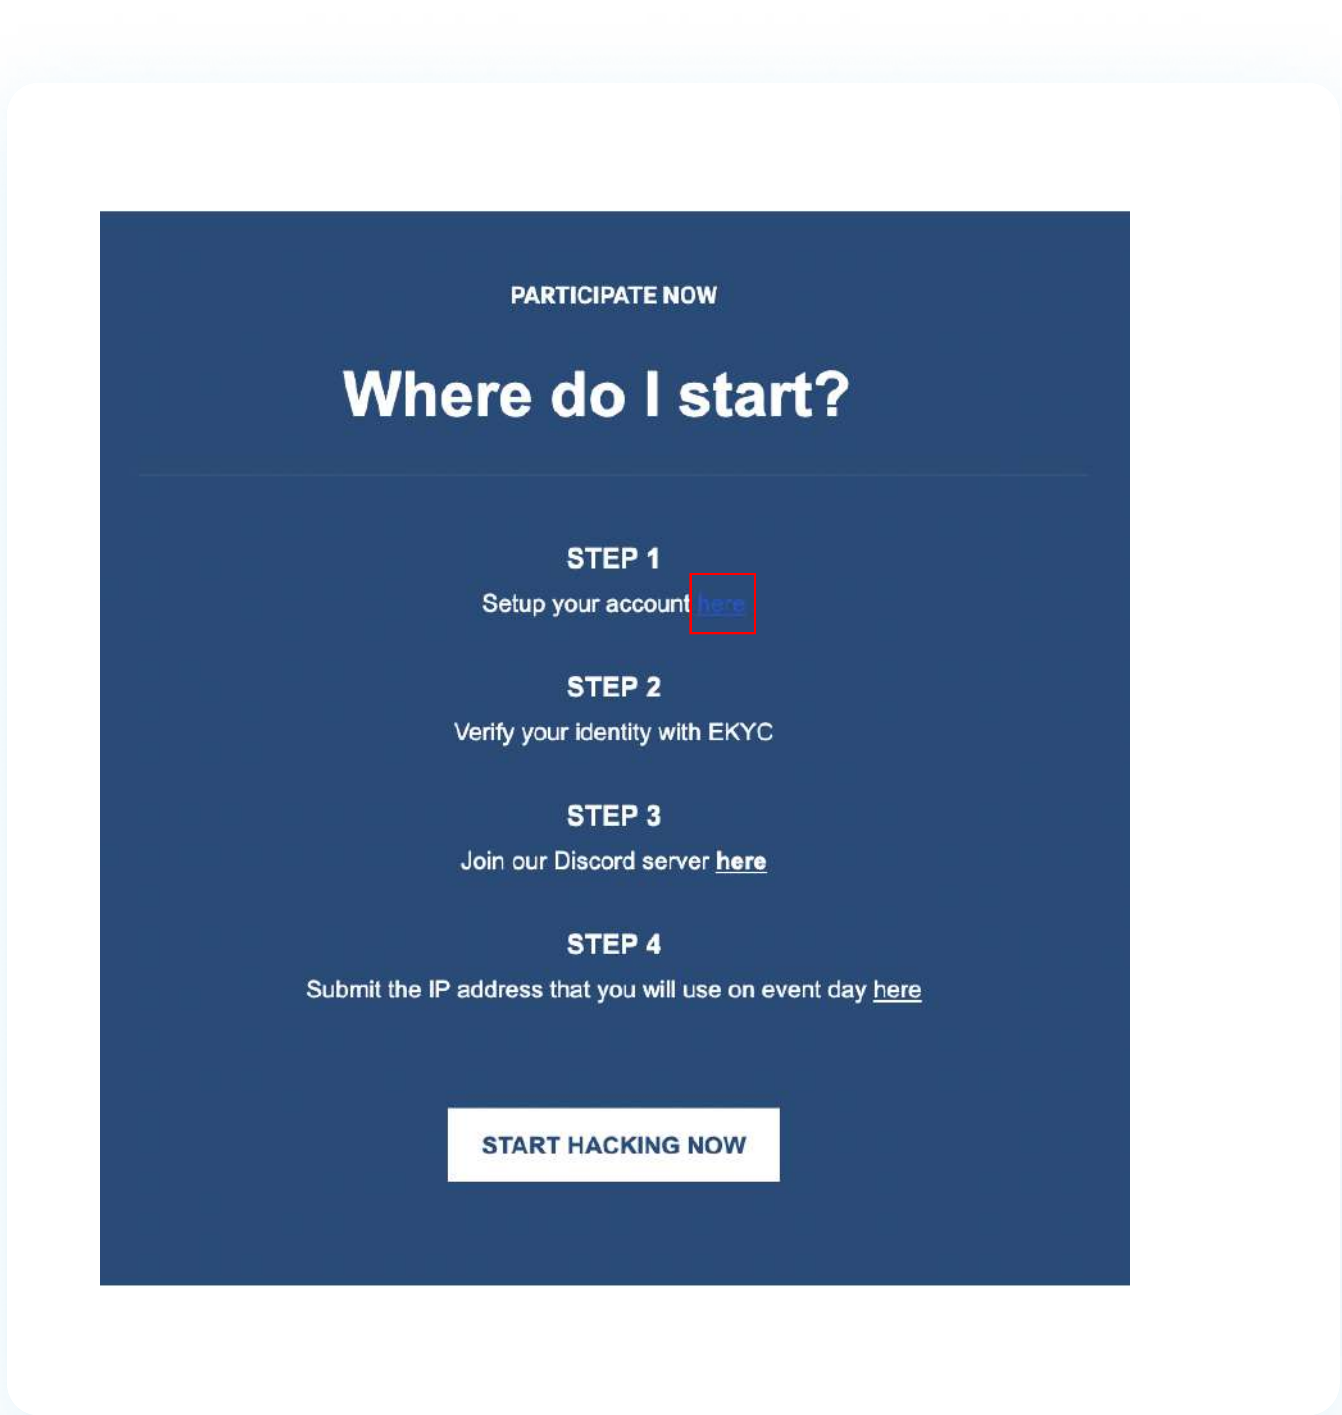 PARTICIPATE NOW
Where do I start?
STEP 1
Setup your account here
STEP 2
Verify your identity with EKYC
STEP 3
Join our Discord server here
STEP 4
Submit the IP address that you will use on event day here
START HACKING NOW